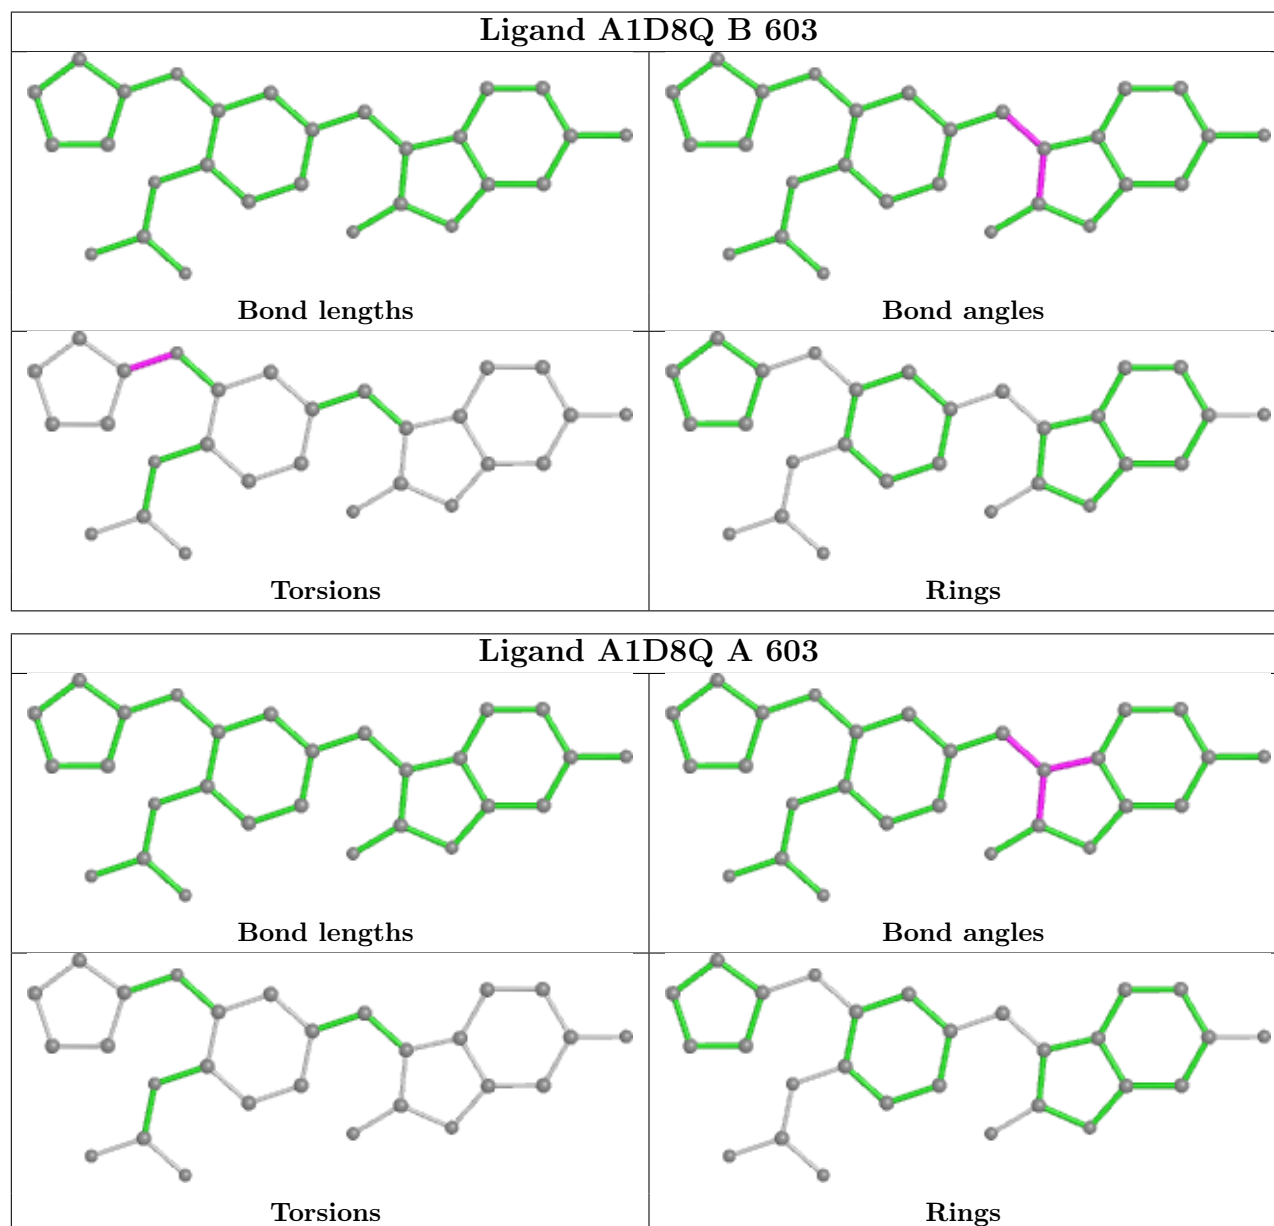 Ligand A1D8Q B 603
Bond lengths
Bond angles
Torsions
Rings
Ligand A1D8Q A 603
Bond lengths
Bond angles
Torsions
Rings